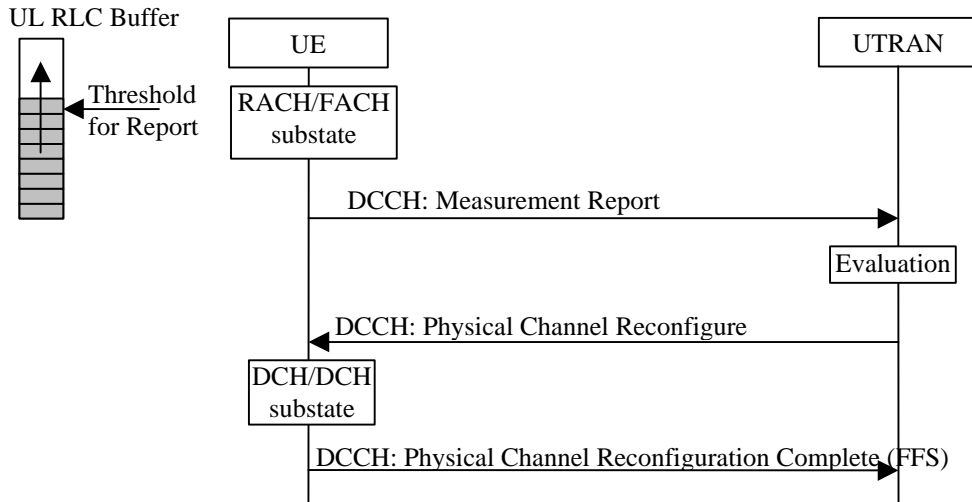 UL RLC Buffer
UE
UTRAN
Threshold
for Report
RACH/FACH
substate
DCCH: Measurement Report
Evaluation
DCCH: Physical Channel Reconfigure
DCH/DCH
substate
DCCH: Physical Channel Reconfiguration Complete (FFS)